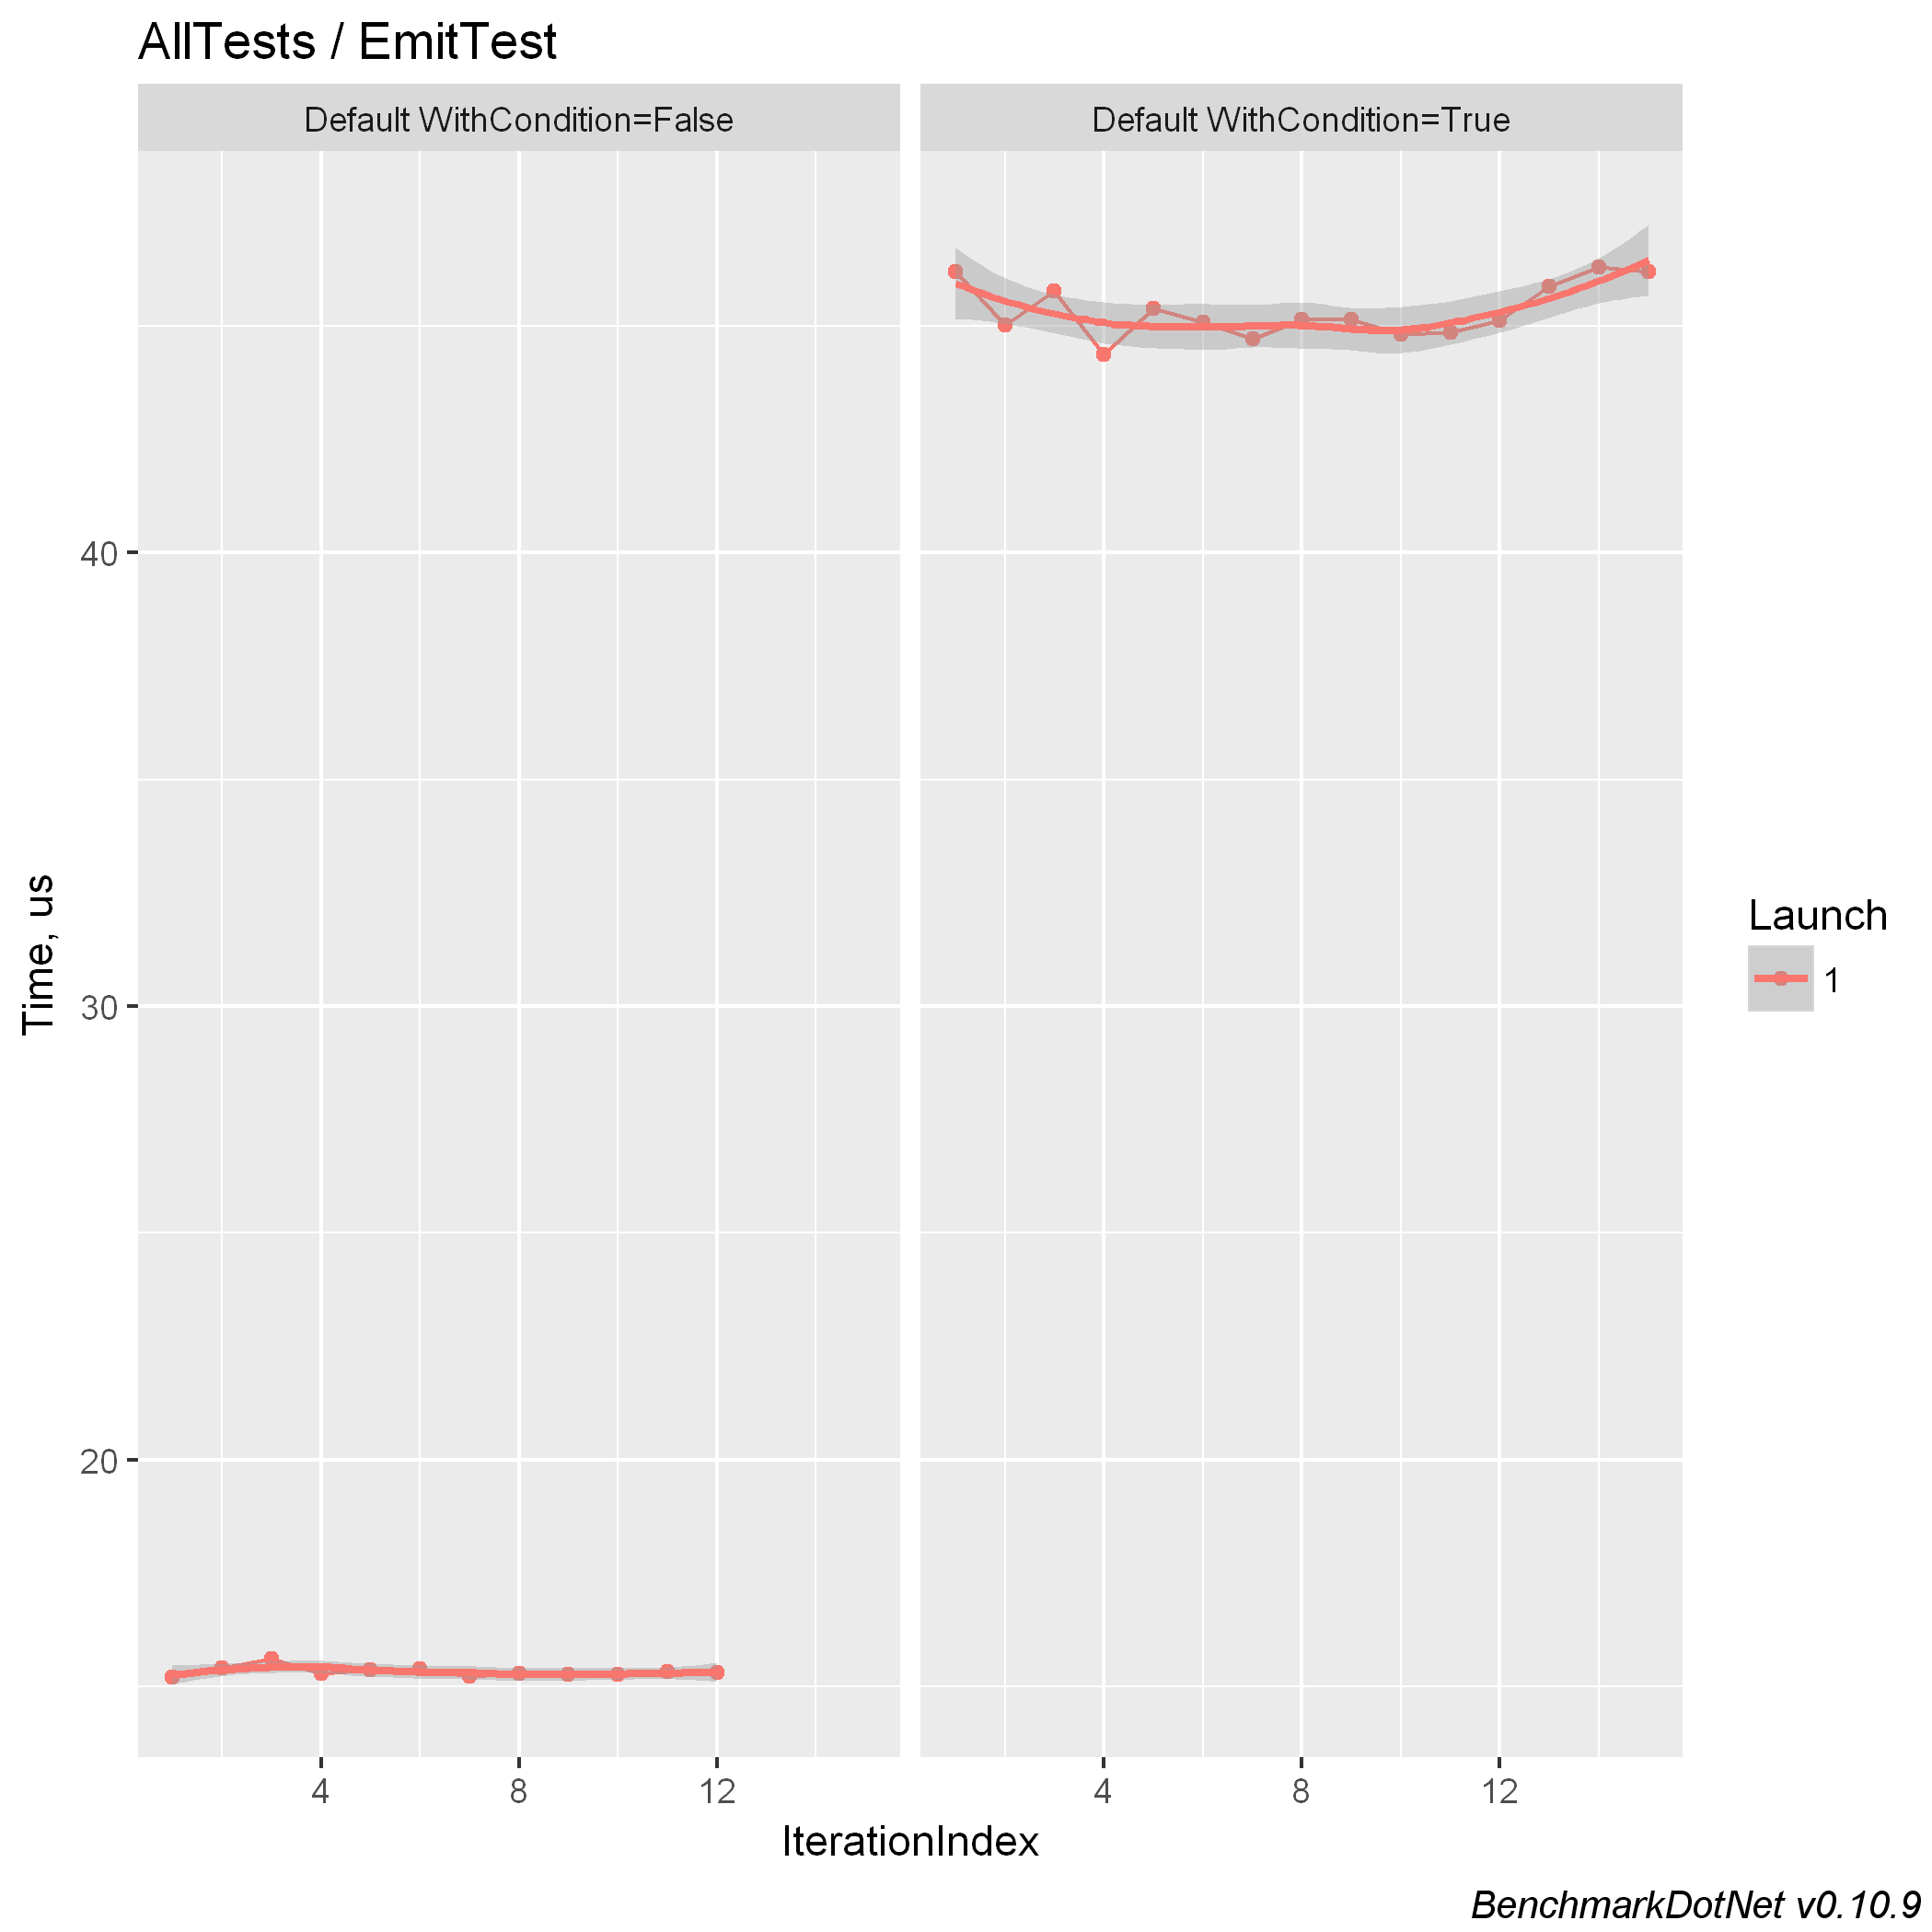 AllTests / EmitTest
Default WithCondition=False
Default WithCondition=True
40
30
20
Time, us
4
8
12
4
8
12
IterationIndex
Launch
1
BenchmarkDotNet v0.10.9